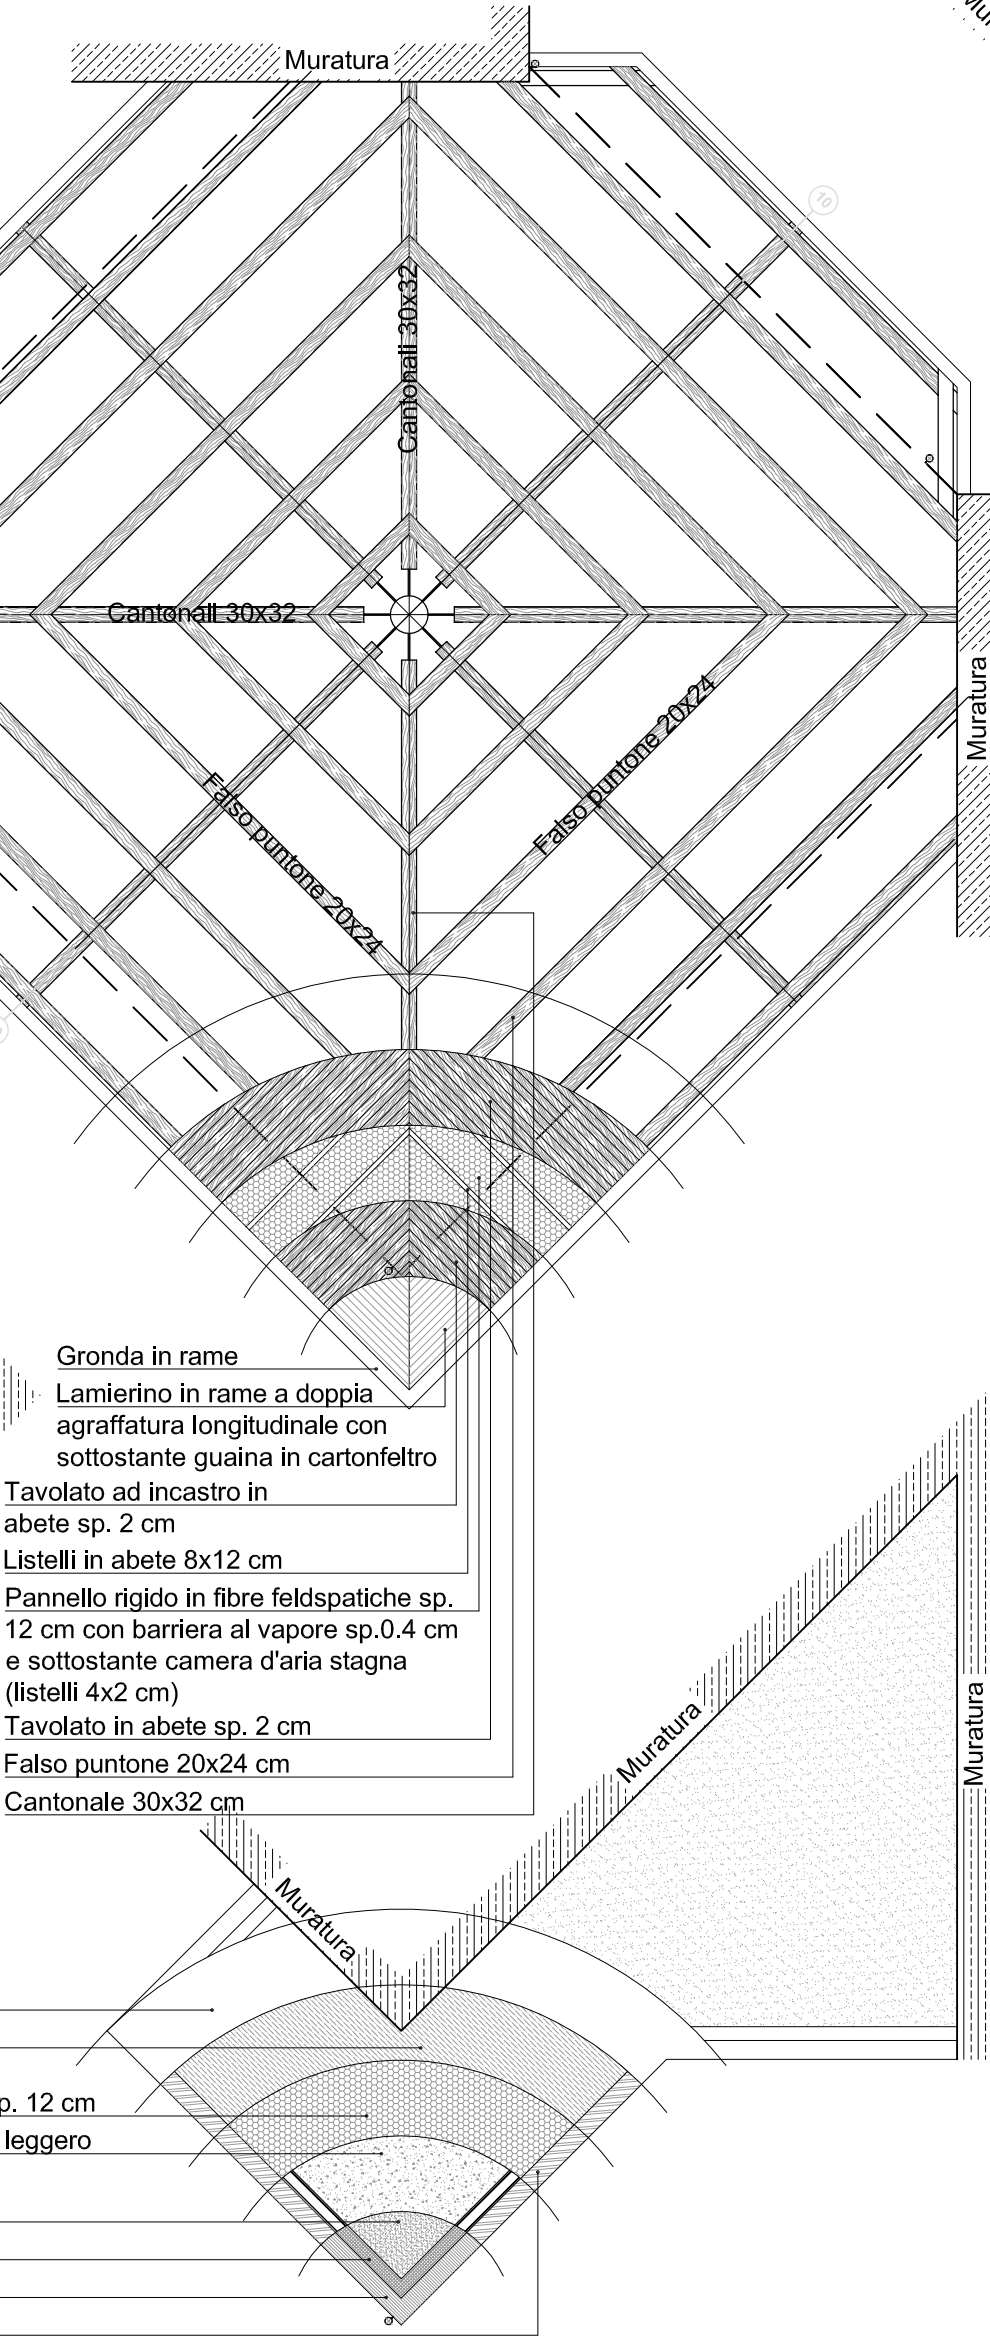 Muratura
10
Cantonali 30x32
Cantonali 30x32
Muratura
Falso puntone 20x24
Falso puntone 20x24
Gronda in rame
Lamierino in rame a doppia
agraffatura longitudinale con
sottostante guaina in cartonfeltro
Tavolato ad incastro in
abete sp. 2 cm
Listelli in abete 8x12 cm
Pannello rigido in fibre feldspatiche sp.
12 cm con barriera al vapore sp.0.4 cm
e sottostante camera d'aria stagna
(listelli 4x2 cm)
Tavolato in abete sp. 2 cm
Falso puntone 20x24 cm
Cantonale 30x32 cm
Muratura
Muratura
Muratura
p. 12 cm
leggero